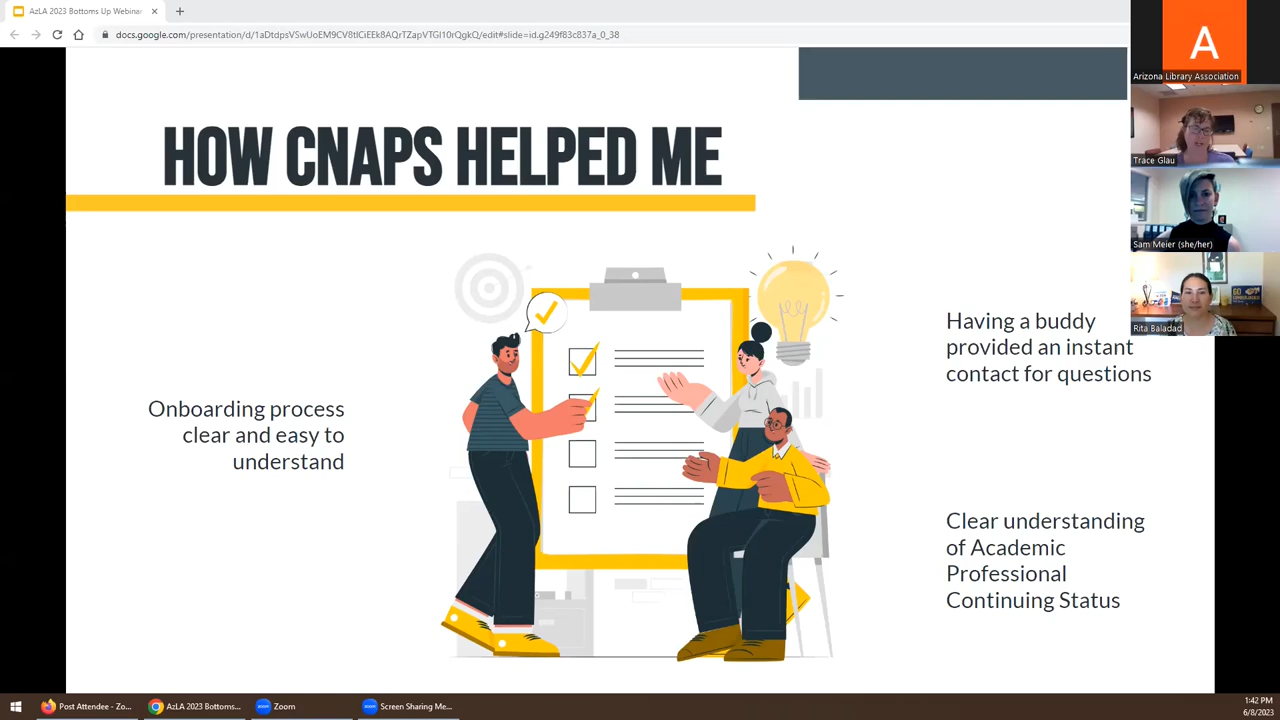 AzLA 2023 Bottoms Up Webinar
docs.google.com/presentation/d/1aDtdpsVSwUoEM9CV8tlCiEEk8AQrTZapVTGl10rQgkQ/edit#slide=id.g249f83c837a_0_38
A
Arizona Library Association
Trace Glau
Sam Meier (she/her)
Rita Baladad
HOW CNAPS HELPED ME
Onboarding process
clear and easy to
understand
Having a buddy
provided an instant
contact for questions
Clear understanding
of Academic
Professional
Continuing Status
Post Attendee - Zo...
AzLA 2023 Bottoms...
Zoom
Screen Sharing Me...
1:42 PM
6/8/2023